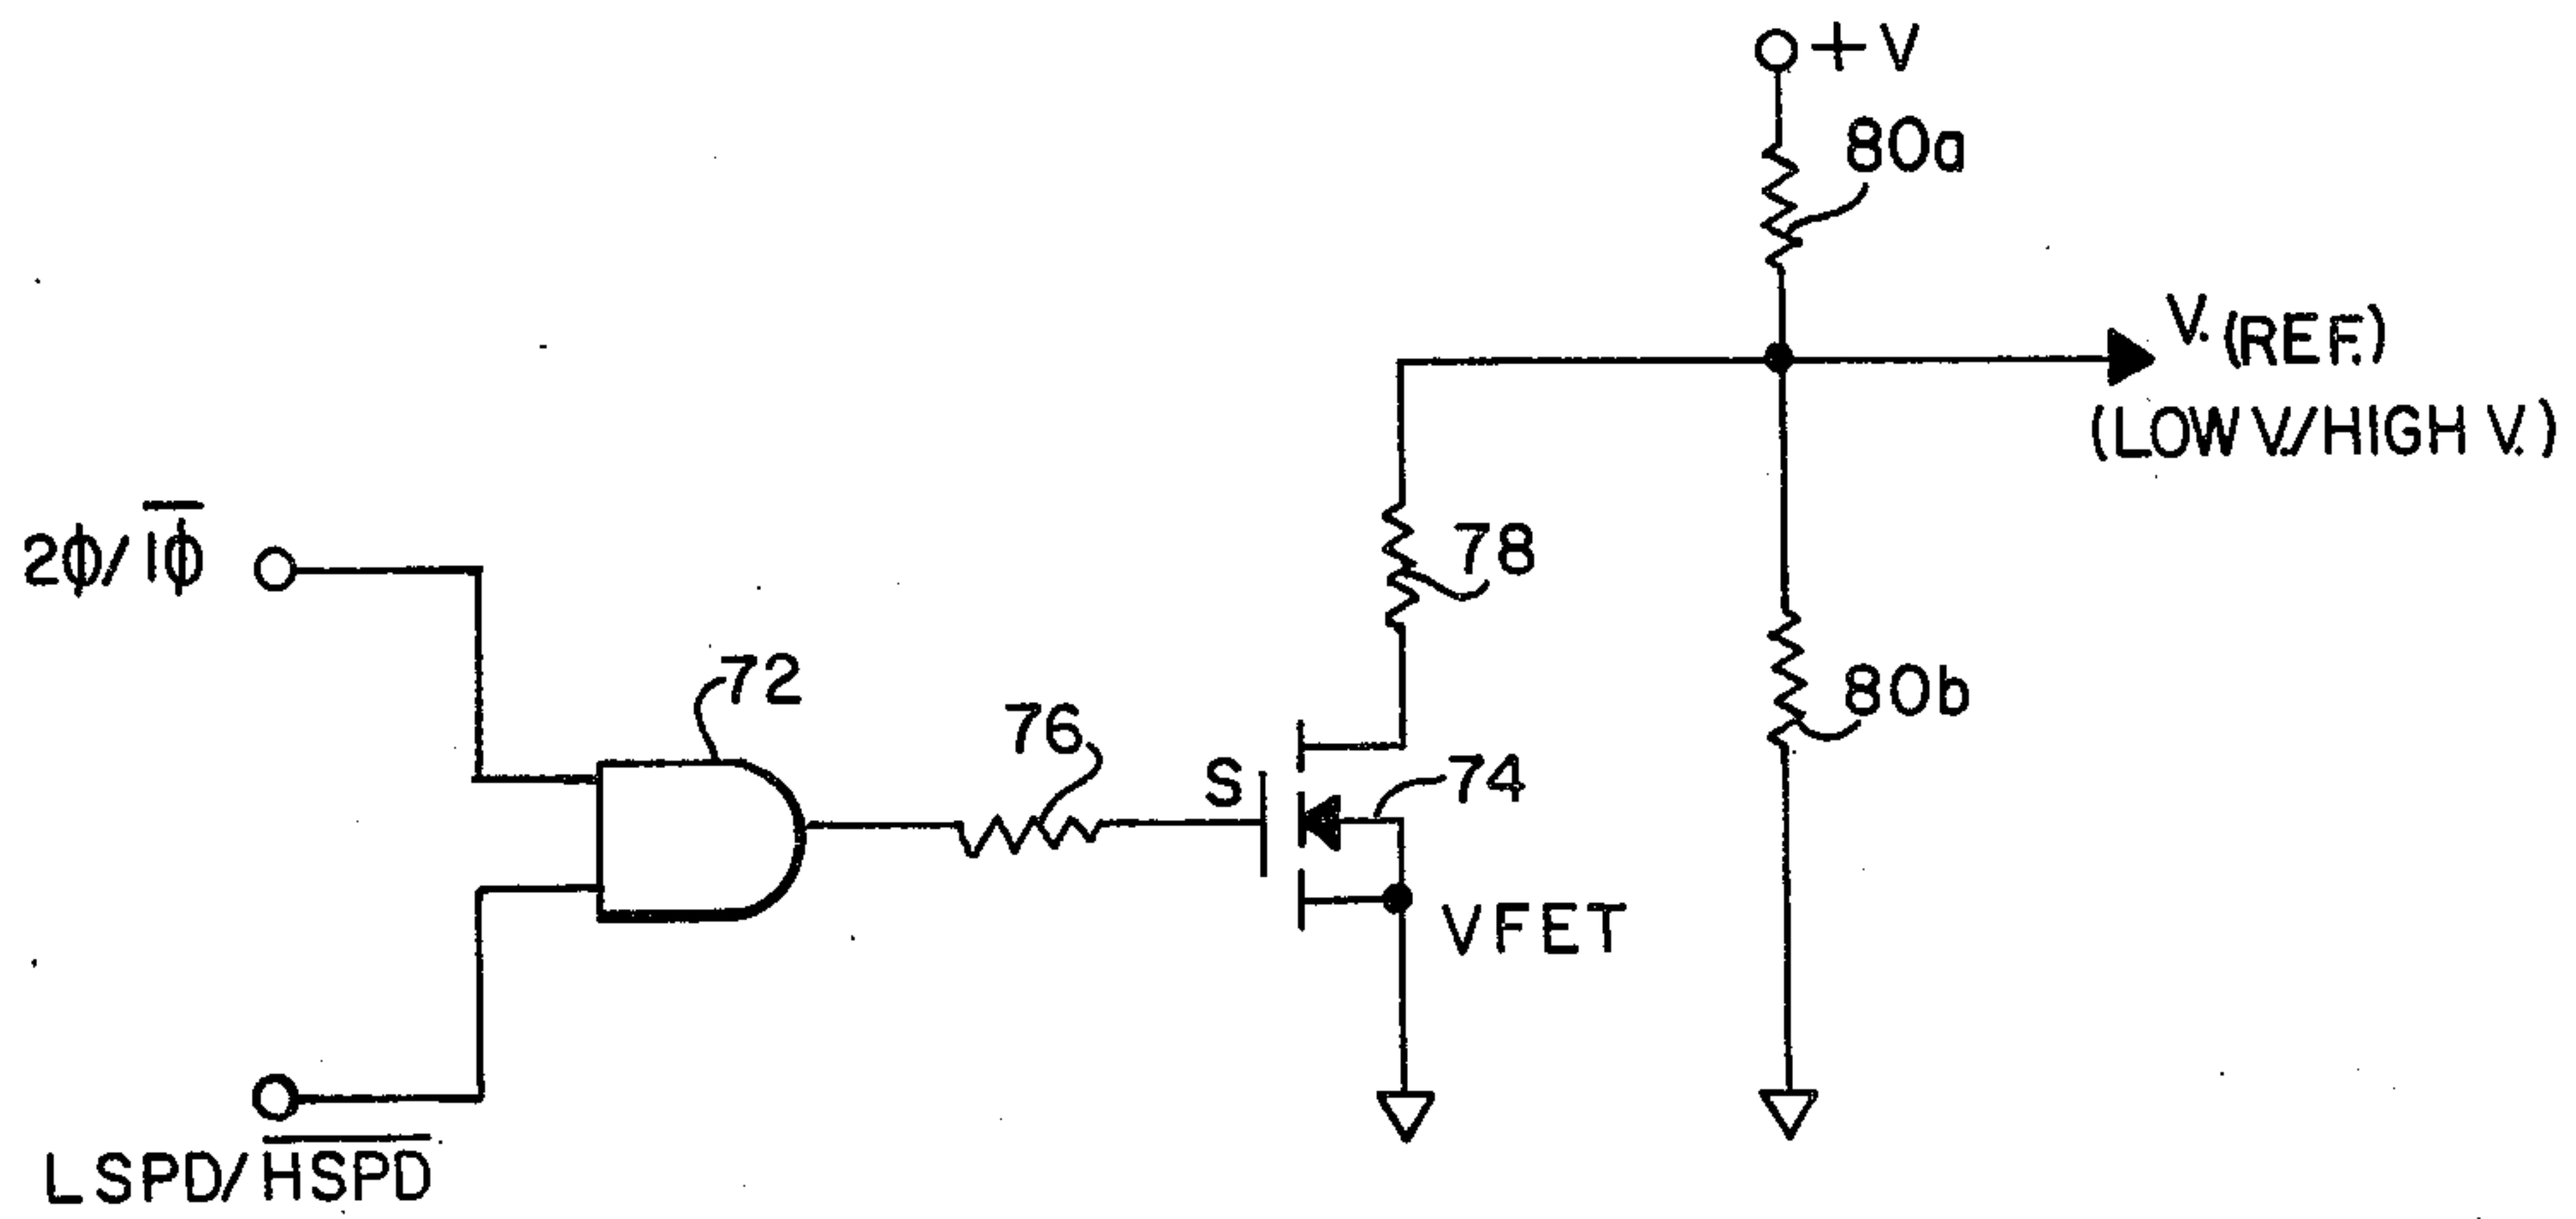 +V
80a
V. (REF.)
(LOW V./HIGH V.)
2ϕ/1ϕ
78
72
76
S
74
80b
VFET
LSPD/HSPD